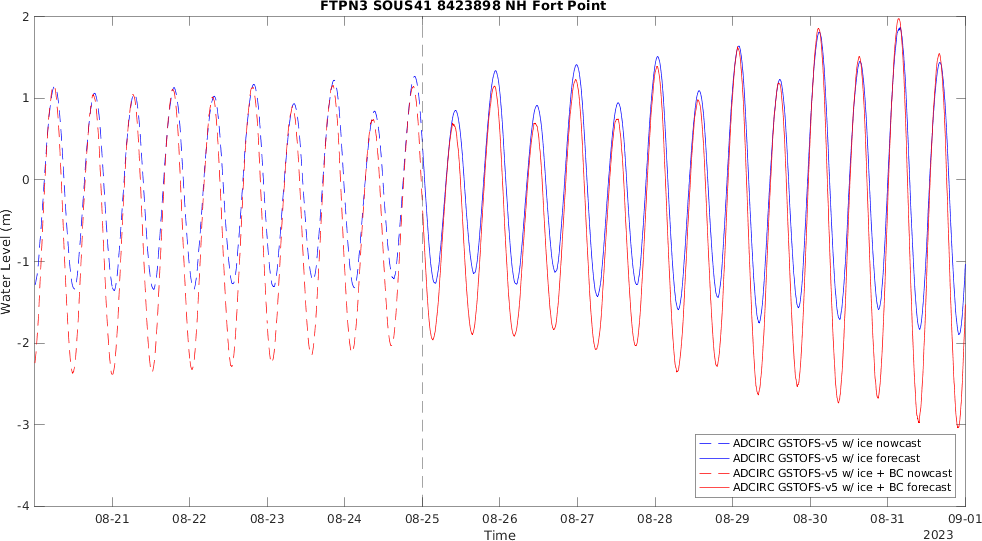 FTPN3 SOUS41 8423898 NH Fort Point
2
1
0
-1
-2
-3
-4
Water Level (m)
08-21 08-22 08-23 08-24 08-25 08-26 08-27 08-28 08-29 08-30 08-31 09-01
Time
2023
ADCIRC GSTOFS-v5 w/ ice nowcast
ADCIRC GSTOFS-v5 w/ ice forecast
ADCIRC GSTOFS-v5 w/ ice + BC nowcast
ADCIRC GSTOFS-v5 w/ ice + BC forecast